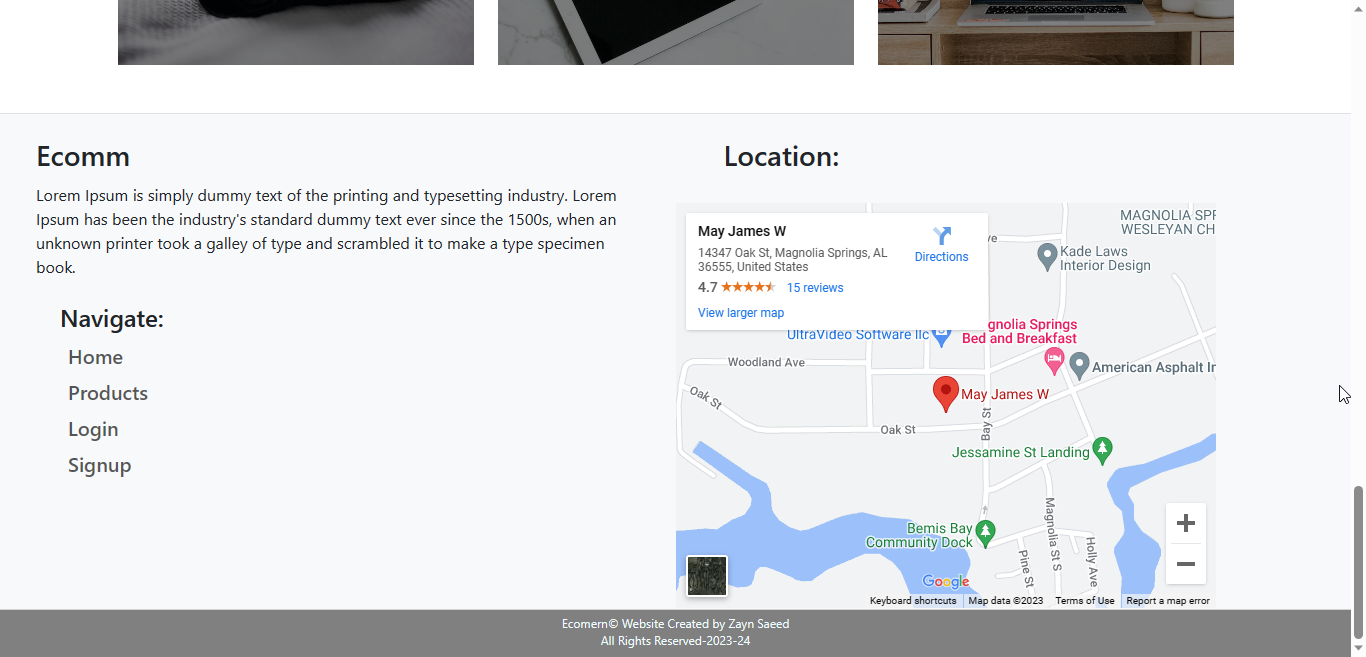 Ecomm
Lorem Ipsum is simply dummy text of the printing and typesetting industry. Lorem
Ipsum has been the industry's standard dummy text ever since the 1500s, when an
unknown printer took a galley of type and scrambled it to make a type specimen
book.
Navigate:
Home
Products
Login
Signup
Location:
May James W
14347 Oak St, Magnolia Springs, AL
36555, United States
4.7
15 reviews
View larger map
Directions
MAGNOLIA SPR
WESLEYAN CH
Kade Laws
Interior Design
UltraVideo Software llc
gnolia Springs
Bed and Breakfast
Woodland Ave
American Asphalt In
Oak St
May James W
Oak St
Bay St
Jessamine St Landing
Bemis Bay
Community Dock
Magnolia St S
Pine St
Holly Ave
Google
Keyboard shortcuts
Map data ©2023
Terms of Use
Report a map error
Ecomern© Website Created by Zayn Saeed
All Rights Reserved-2023-24